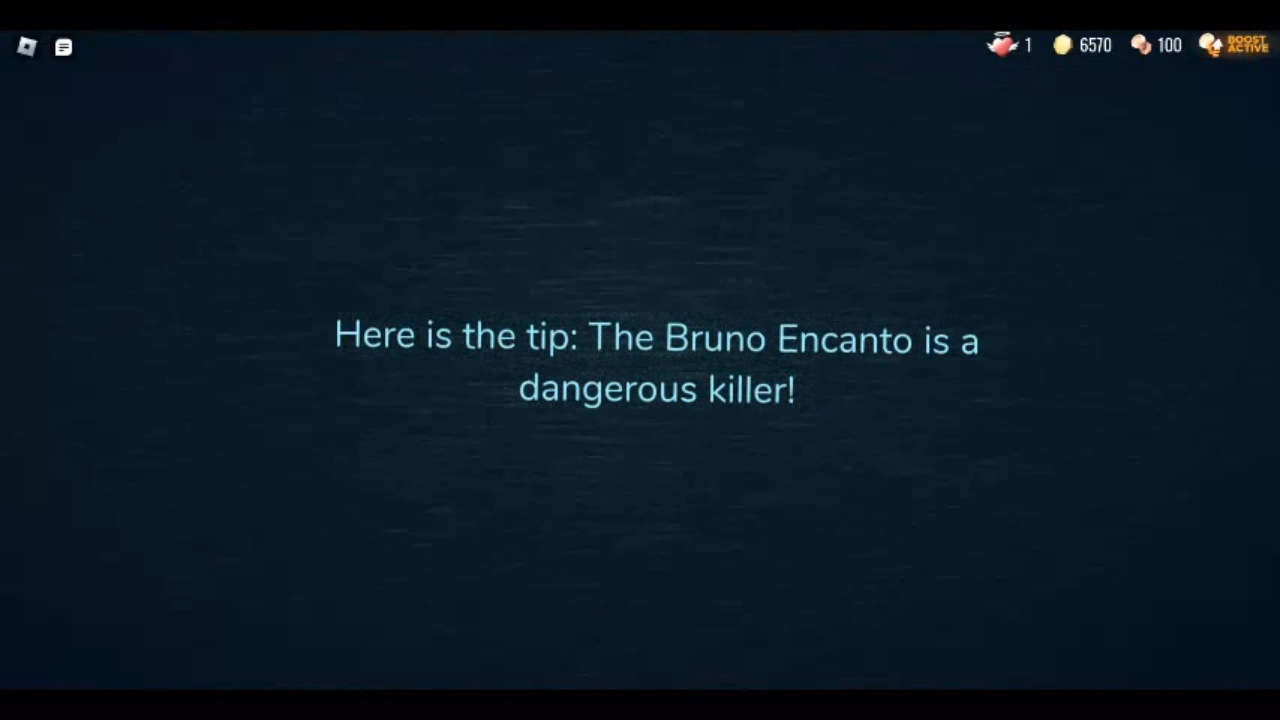 1 6570 100 BOOST
ACTIVE
Here is the tip: The Bruno Encanto is a
dangerous killer!